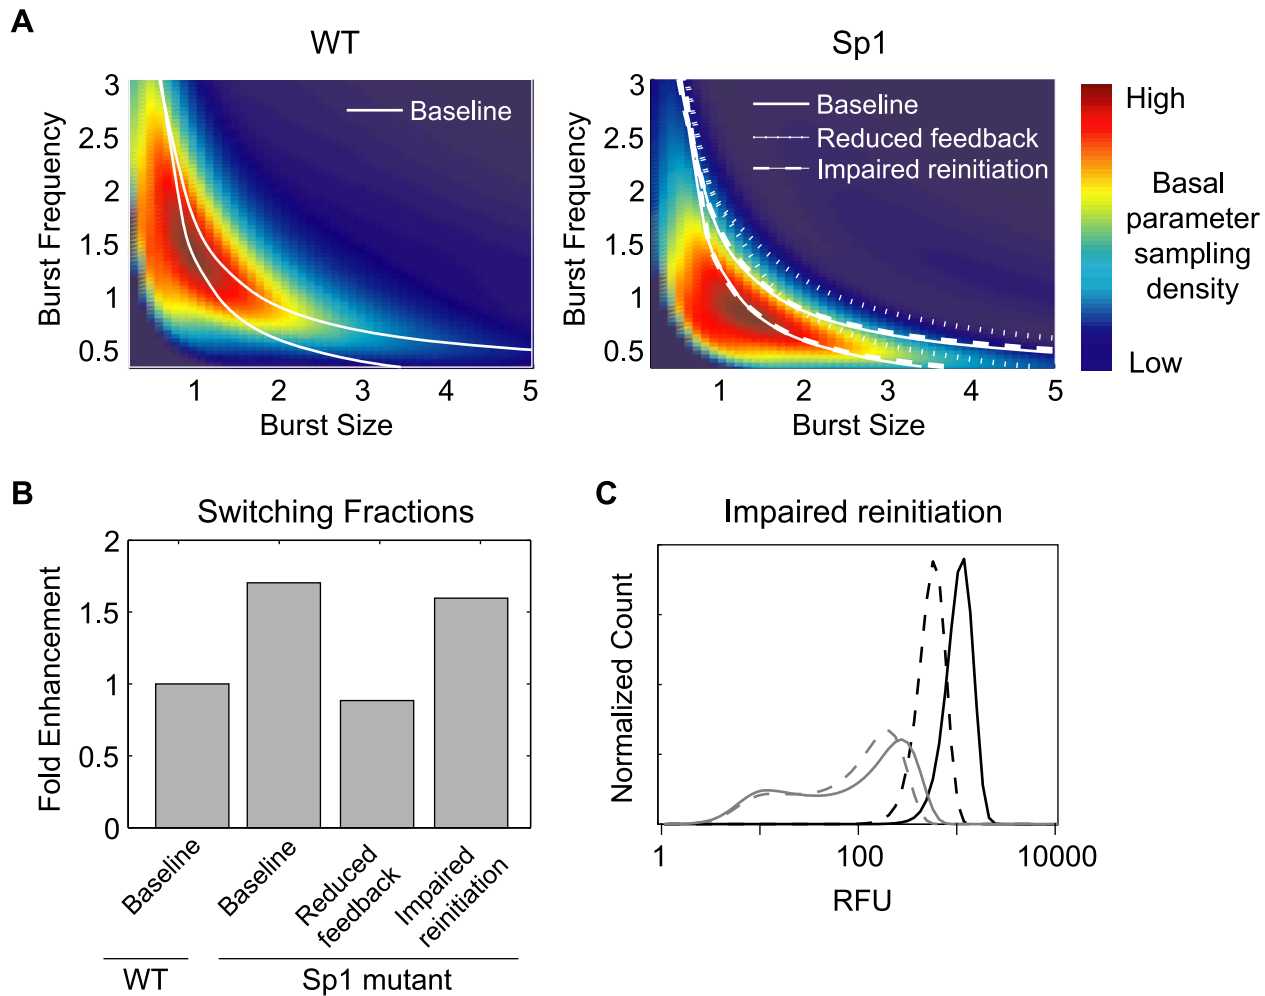 A
WT
Sp1
Baseline
Baseline
Reduced feedback
Impaired reinitiation
3
2.5
2
1.5
1
0.5
Burst Frequency
1 2 3 4 5
Burst Size
3
2.5
2
1.5
1
0.5
Burst Frequency
1 2 3 4 5
Burst Size
High
Basal
parameter
sampling
density
Low
B
Switching Fractions
2
1.5
1
0.5
0
Fold Enhancement
Baseline
Baseline
Reduced
feedback
Impaired
reinitiation
WT
Sp1 mutant
C
Impaired reinitiation
Normalized Count
1 100 10000
RFU